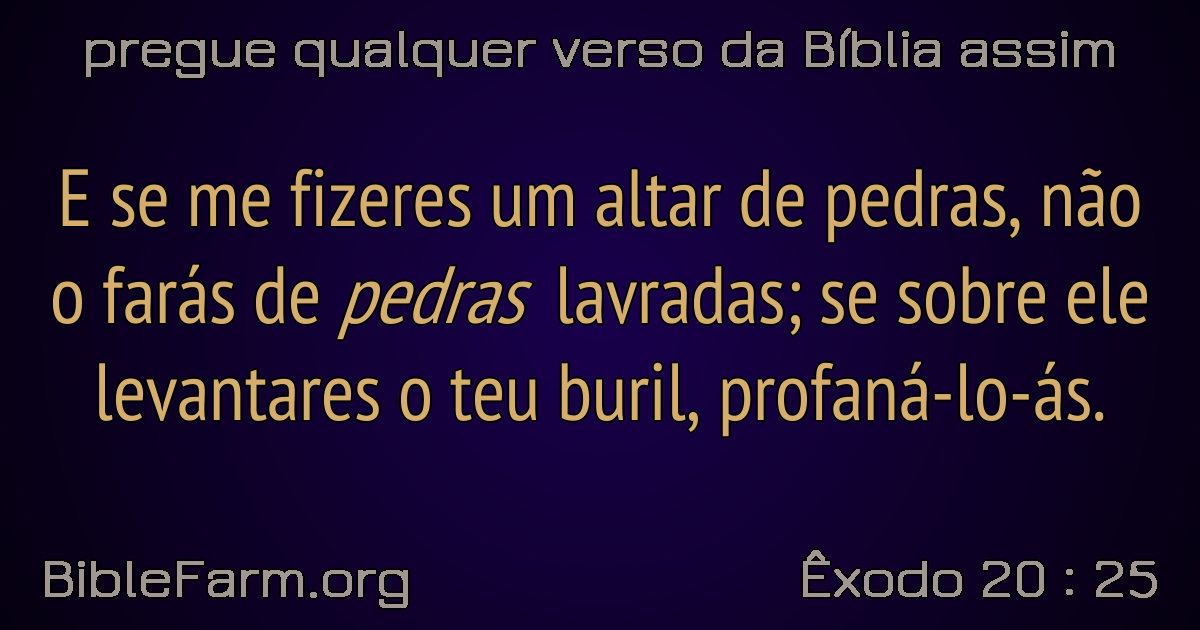 pregue qualquer verso da Bíblia assim
E se me fizeres um altar de pedras, não
o farás de pedras lavradas; se sobre ele
levantares o teu buril, profaná-lo-ás.
BibleFarm.org
Êxodo 20 : 25